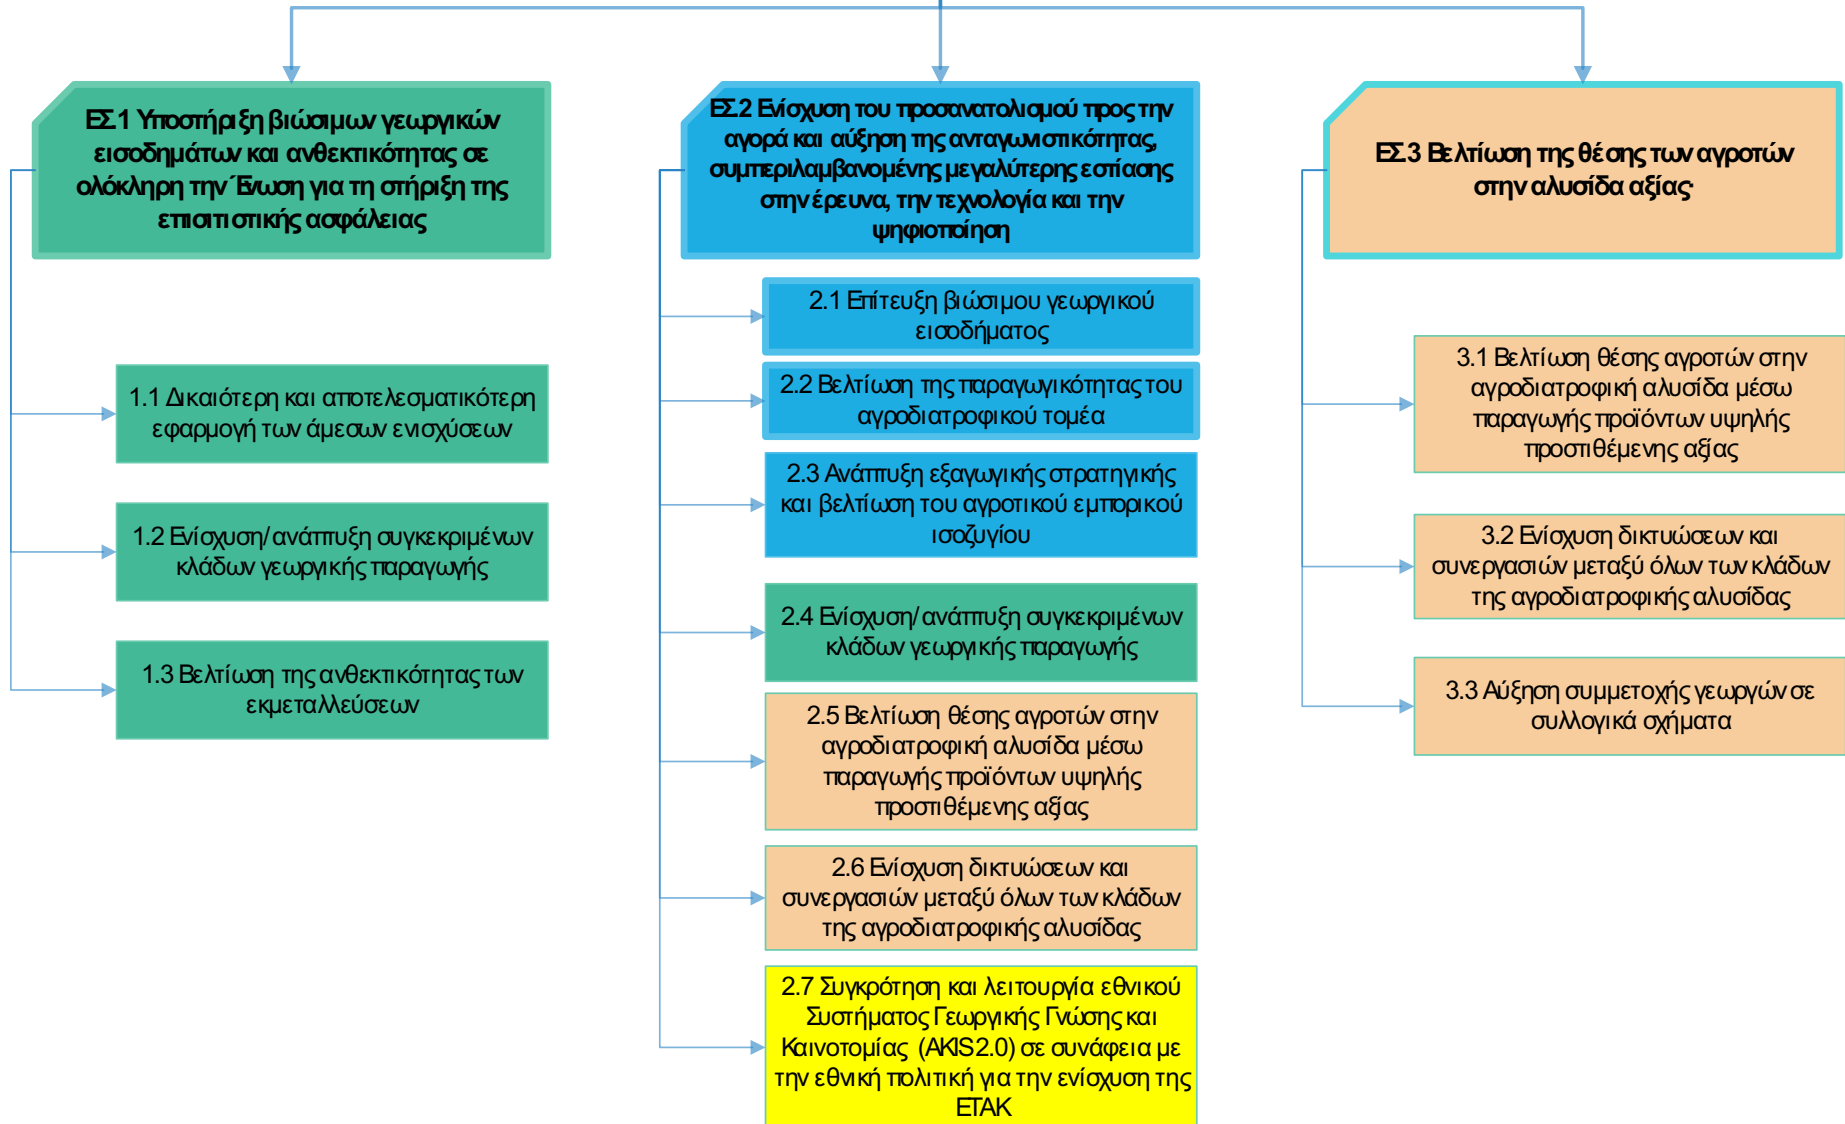 ΕΣ.1 Υποστήριξη βιώσιμων γεωργικών
εισοδημάτων και ανθεκτικότητας σε
ολόκληρη την Ένωση για τη στήριξη της
επισιτιστικής ασφάλειας
1.1 Δικαιότερη και αποτελεσματικότερη
εφαρμογή των άμεσων ενισχύσεων
1.2 Ενίσχυση/ανάπτυξη συγκεκριμένων
κλάδων γεωργικής παραγωγής
1.3 Βελτίωση της ανθεκτικότητας των
εκμεταλλεύσεων
ΕΣ.2 Ενίσχυση του προσανατολισμού προς την
αγορά και αύξηση της ανταγωνιστικότητας,
συμπεριλαμβανομένης μεγαλύτερης εστίασης
στην έρευνα, την τεχνολογία και την
ψηφιοποίηση
2.1 Επίτευξη βιώσιμου γεωργικού
εισοδήματος
2.2 Βελτίωση της παραγωγικότητας του
αγροδιατροφικού τομέα
2.3 Ανάπτυξη εξαγωγικής στρατηγικής
και βελτίωση του αγροτικού εμπορικού
ισοζυγίου
2.4 Ενίσχυση/ανάπτυξη συγκεκριμένων
κλάδων γεωργικής παραγωγής
2.5 Βελτίωση θέσης αγροτών στην
αγροδιατροφική αλυσίδα μέσω
παραγωγής προϊόντων υψηλής
προστιθέμενης αξίας
2.6 Ενίσχυση δικτυώσεων και
συνεργασιών μεταξύ όλων των κλάδων
της αγροδιατροφικής αλυσίδας
2.7 Συγκρότηση και λειτουργία εθνικού
Συστήματος Γεωργικής Γνώσης και
Καινοτομίας (AKIS 2.0) σε συνάφεια με
την εθνική πολιτική για την ενίσχυση της
ΕΤΑΚ
ΕΣ.3 Βελτίωση της θέσης των αγροτών
στην αλυσίδα αξίας·
3.1 Βελτίωση θέσης αγροτών στην
αγροδιατροφική αλυσίδα μέσω
παραγωγής προϊόντων υψηλής
προστιθέμενης αξίας
3.2 Ενίσχυση δικτυώσεων και
συνεργασιών μεταξύ όλων των κλάδων
της αγροδιατροφικής αλυσίδας
3.3 Αύξηση συμμετοχής γεωργών σε
συλλογικά σχήματα